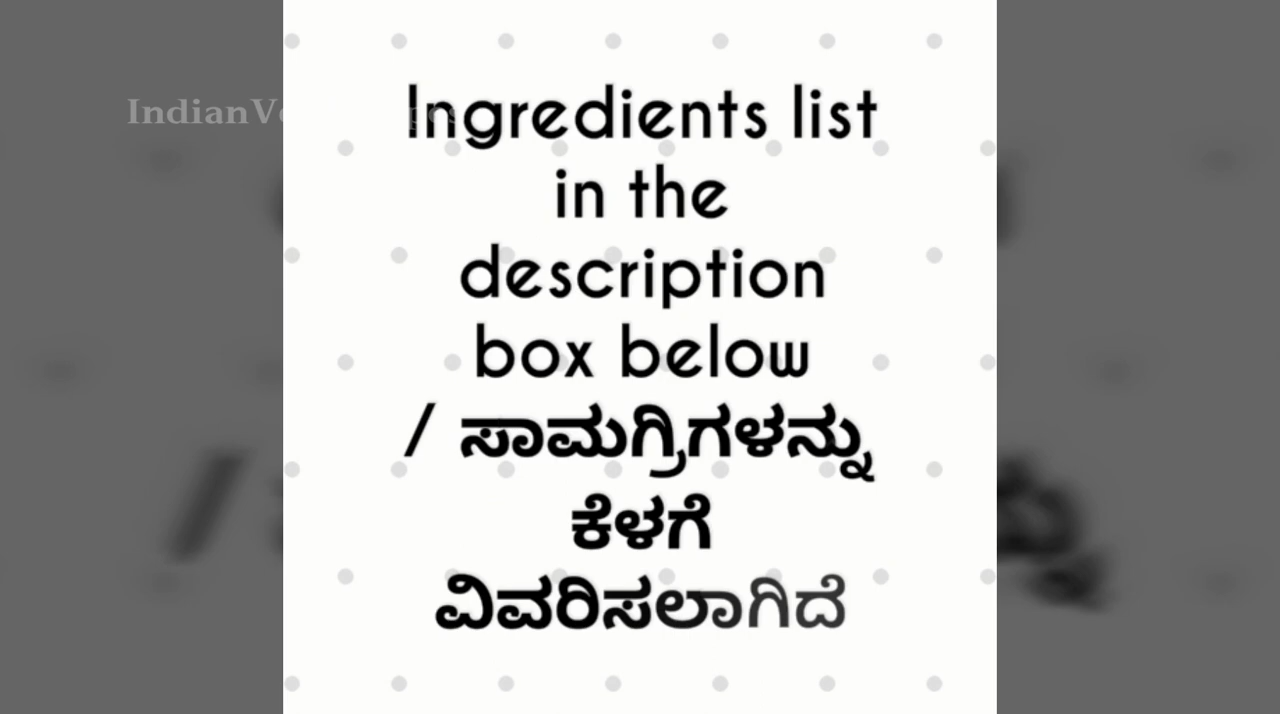 Ingredients list
in the
description
box below
/ ಸಾಮಗ್ರಿಗಳನ್ನು
ಕೆಳಗೆ
ವಿವರಿಸಲಾಗಿದೆ